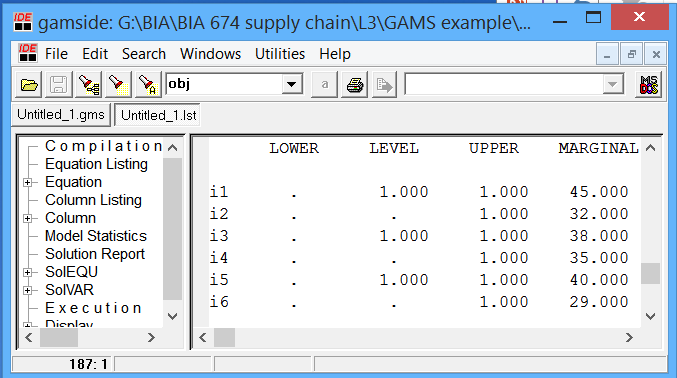 IDE gamside: G:\BIA\BIA 674 supply chain\L3\GAMS example\...
IDE File Edit Search Windows Utilities Help
A obj a MS DOS
Untitled_1.gms Untitled_1.lst
Compilation
Equation Listing
Equation
Column Listing
Column
Model Statistics
Solution Report
SolEQU
SolVAR
Execution
Display
LOWER LEVEL UPPER MARGINAL
i1 . 1.000 1.000 45.000
i2 . . 1.000 32.000
i3 . 1.000 1.000 38.000
i4 . . 1.000 35.000
i5 . 1.000 1.000 40.000
i6 . . 1.000 29.000
187: 1